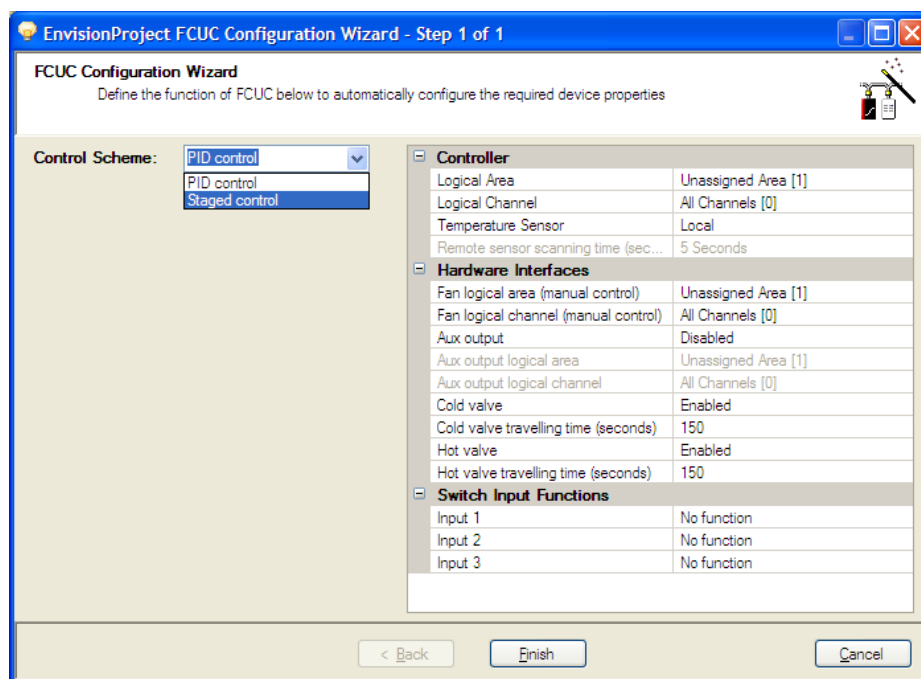 EnvisionProject FCUC Configuration Wizard - Step 1 of 1
FCUC Configuration Wizard
Define the function of FCUC below to automatically configure the required device properties
Control Scheme: PID control
PID control
Staged control
Controller
Logical Area Unassigned Area [1]
Logical Channel All Channels [0]
Temperature Sensor Local
Remote sensor scanning time (sec... 5 Seconds
Hardware Interfaces
Fan logical area (manual control) Unassigned Area [1]
Fan logical channel (manual control) All Channels [0]
Aux output Disabled
Aux output logical area Unassigned Area [1]
Aux output logical channel All Channels [0]
Cold valve Enabled
Cold valve travelling time (seconds) 150
Hot valve Enabled
Hot valve travelling time (seconds) 150
Switch Input Functions
Input 1 No function
Input 2 No function
Input 3 No function
< Back Finish Cancel